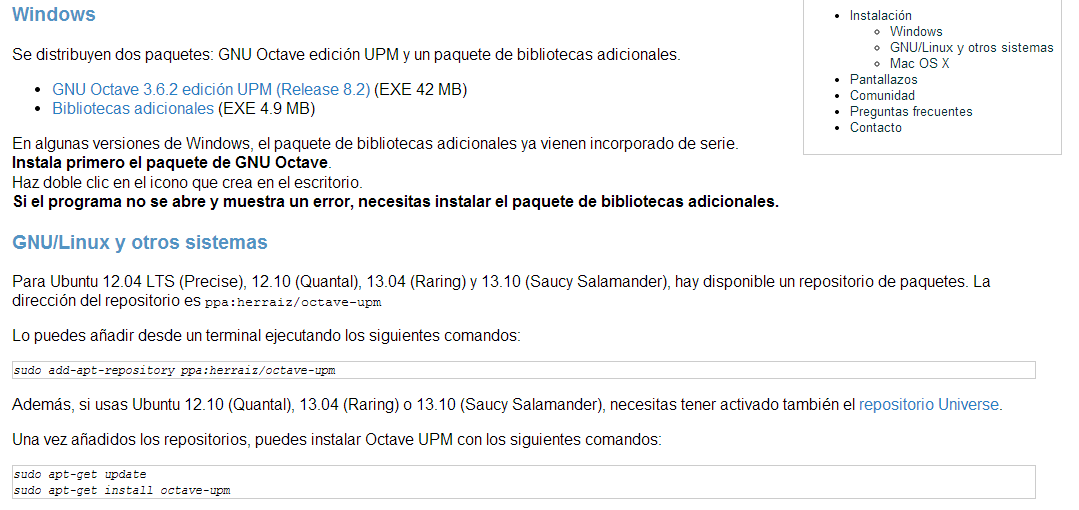 Windows
Se distribuyen dos paquetes: GNU Octave edición UPM y un paquete de bibliotecas adicionales.
GNU Octave 3.6.2 edición UPM (Release 8.2) (EXE 42 MB)
Bibliotecas adicionales (EXE 4.9 MB)
En algunas versiones de Windows, el paquete de bibliotecas adicionales ya vienen incorporado de serie.
Instala primero el paquete de GNU Octave.
Haz doble clic en el icono que crea en el escritorio.
Si el programa no se abre y muestra un error, necesitas instalar el paquete de bibliotecas adicionales.
Instalación
Windows
GNU/Linux y otros sistemas
Mac OS X
Pantallazos
Comunidad
Preguntas frecuentes
Contacto
GNU/Linux y otros sistemas
Para Ubuntu 12.04 LTS (Precise), 12.10 (Quantal), 13.04 (Raring) y 13.10 (Saucy Salamander), hay disponible un repositorio de paquetes. La
dirección del repositorio es ppa:herraiz/octave-upm
Lo puedes añadir desde un terminal ejecutando los siguientes comandos:
sudo add-apt-repository ppa:herraiz/octave-upm
Además, si usas Ubuntu 12.10 (Quantal), 13.04 (Raring) o 13.10 (Saucy Salamander), necesitas tener activado también el repositorio Universe.
Una vez añadidos los repositorios, puedes instalar Octave UPM con los siguientes comandos:
sudo apt-get update
sudo apt-get install octave-upm